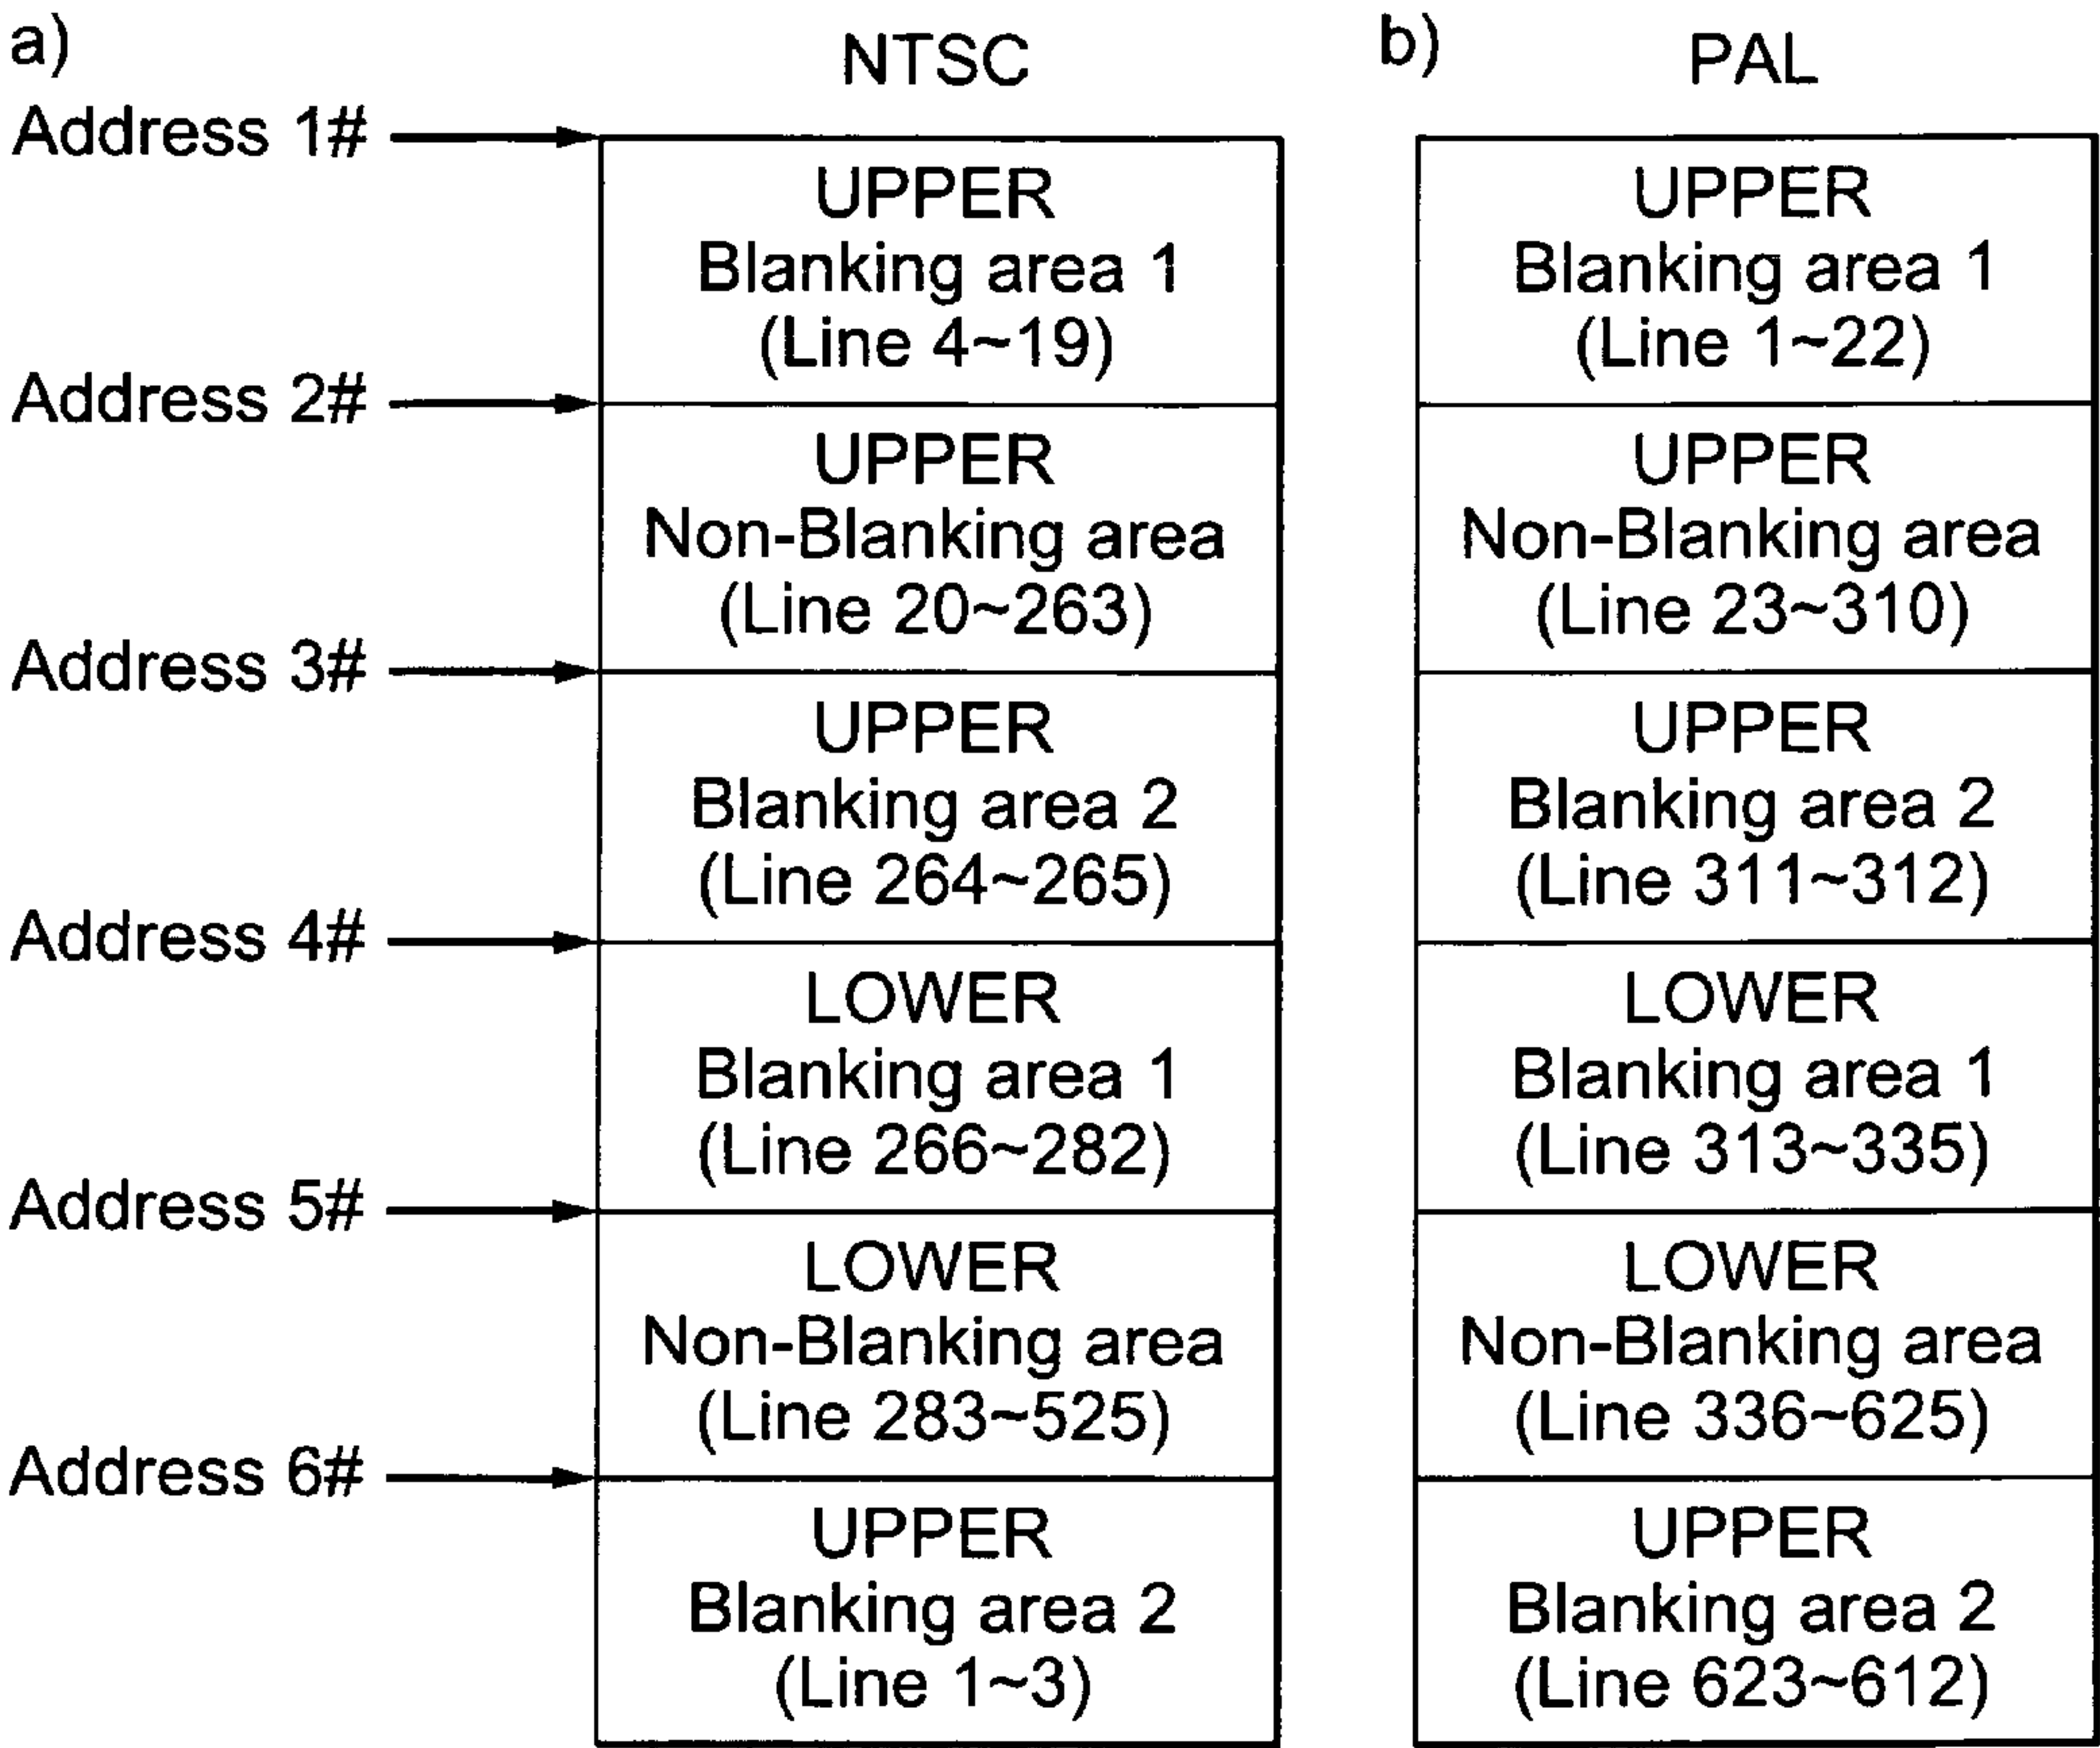 a)
NTSC
Address 1#
UPPER
Blanking area 1
(Line 4~19)
Address 2#
UPPER
Non-Blanking area
(Line 20~263)
Address 3#
UPPER
Blanking area 2
(Line 264~265)
Address 4#
LOWER
Blanking area 1
(Line 266~282)
Address 5#
LOWER
Non-Blanking area
(Line 283~525)
Address 6#
UPPER
Blanking area 2
(Line 1~3)
b)
PAL
UPPER
Blanking area 1
(Line 1~22)
UPPER
Non-Blanking area
(Line 23~310)
UPPER
Blanking area 2
(Line 311~312)
LOWER
Blanking area 1
(Line 313~335)
LOWER
Non-Blanking area
(Line 336~625)
UPPER
Blanking area 2
(Line 623~612)